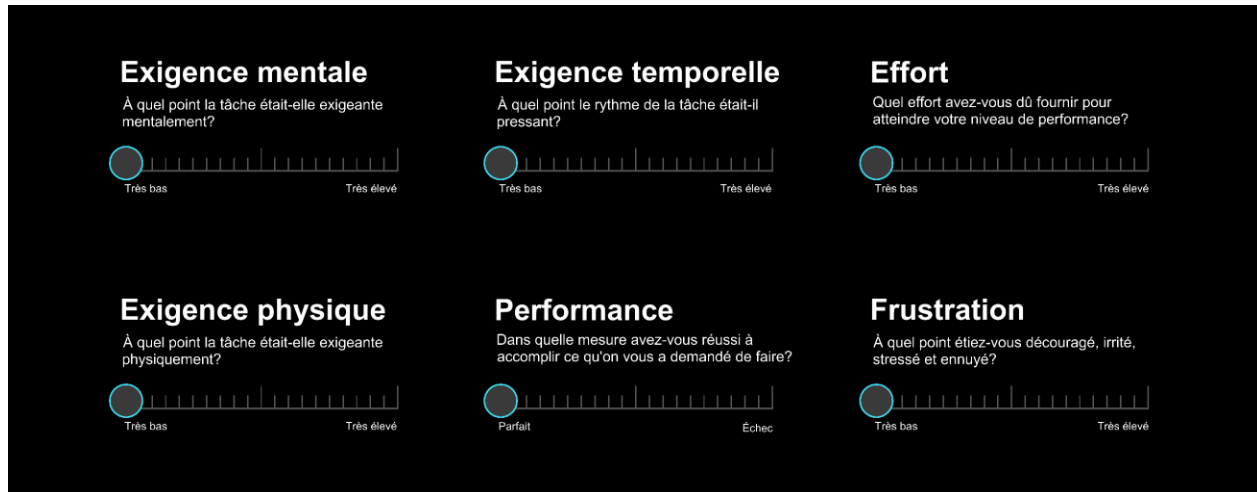 Exigence mentale
À quel point la tâche était-elle exigeante
mentalement?
Très bas
Très élevé
Exigence temporelle
À quel point le rythme de la tâche était-il
pressant?
Très bas
Très élevé
Effort
Quel effort avez-vous dû fournir pour
atteindre votre niveau de performance?
Très bas
Très élevé
Exigence physique
À quel point la tâche était-elle exigeante
physiquement?
Très bas
Très élevé
Performance
Dans quelle mesure avez-vous réussi à
accomplir ce qu'on vous a demandé de faire?
Parfait
Échec
Frustration
À quel point étiez-vous découragé, irrité,
stressé et ennuyé?
Très bas
Très élevé